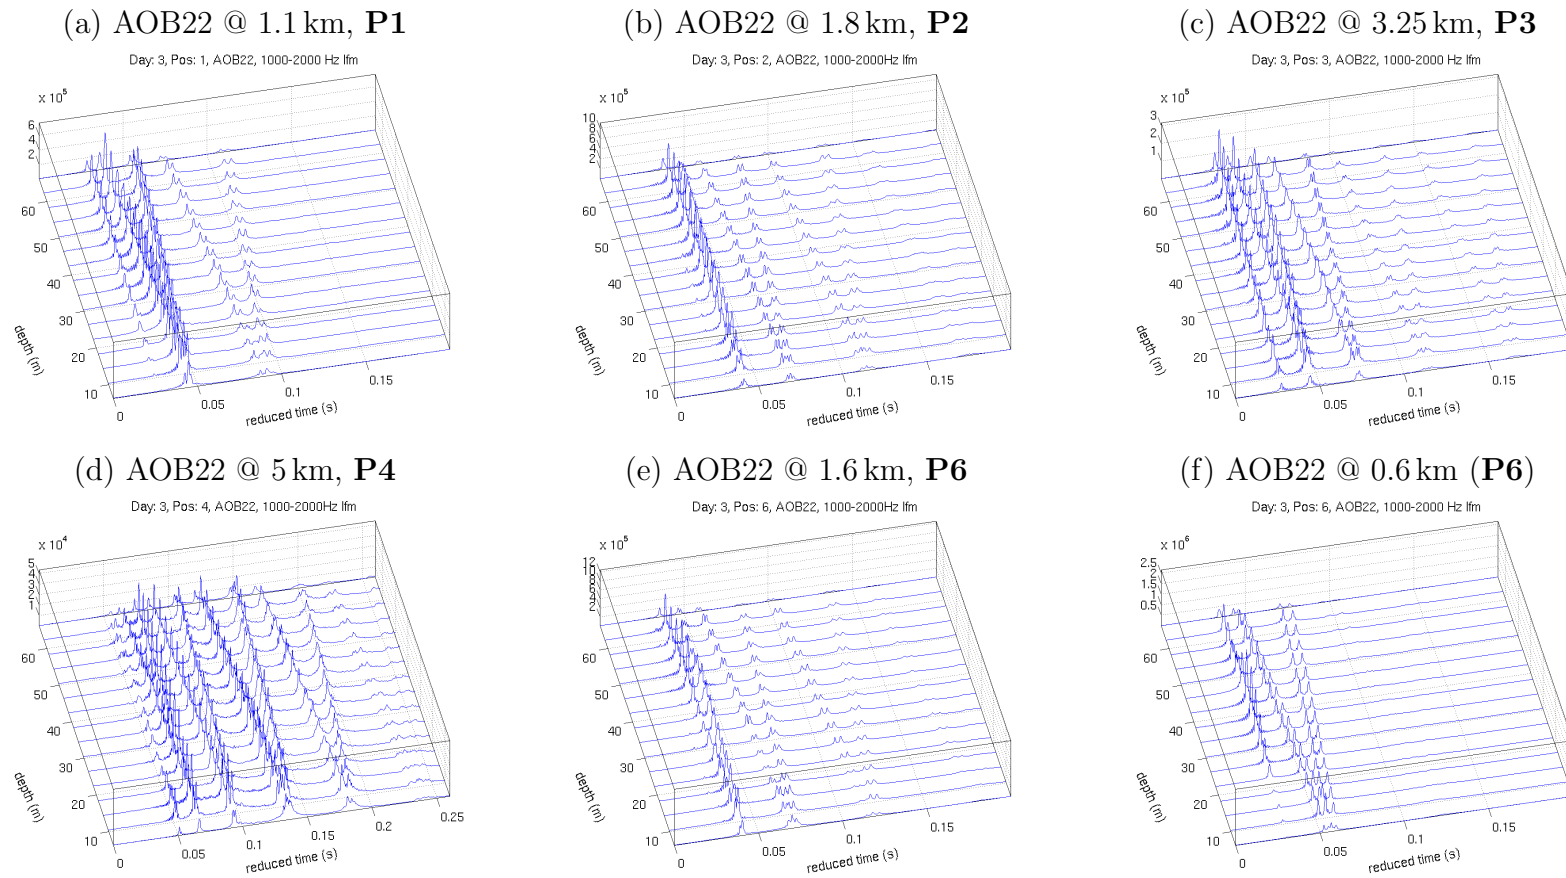 (a) AOB22 @ 1.1 km, P1
Day: 3, Pos: 1, AOB22, 1000-2000 Hz lfm
x 10^5
6
4
2
60
50
40
30
20
10
depth (m)
0
0.05
0.1
0.15
reduced time (s)
(b) AOB22 @ 1.8 km, P2
Day: 3, Pos: 2, AOB22, 1000-2000Hz lfm
x 10^5
10
8
6
4
2
60
50
40
30
20
10
depth (m)
0
0.05
0.1
0.15
reduced time (s)
(c) AOB22 @ 3.25 km, P3
Day: 3, Pos: 3, AOB22, 1000-2000Hz lfm
x 10^5
3
2
1
60
50
40
30
20
10
depth (m)
0
0.05
0.1
0.15
reduced time (s)
(d) AOB22 @ 5 km, P4
Day: 3, Pos: 4, AOB22, 1000-2000Hz lfm
x 10^4
5
4
3
2
1
60
50
40
30
20
10
depth (m)
0
0.05
0.1
0.15
0.2
0.25
reduced time (s)
(e) AOB22 @ 1.6 km, P6
Day: 3, Pos: 6, AOB22, 1000-2000Hz lfm
x 10^5
12
10
8
6
4
2
60
50
40
30
20
10
depth (m)
0
0.05
0.1
0.15
reduced time (s)
(f) AOB22 @ 0.6 km (P6)
Day: 3, Pos: 6, AOB22, 1000-2000 Hz lfm
x 10^6
2.5
2
1.5
1
0.5
60
50
40
30
20
10
depth (m)
0
0.05
0.1
0.15
reduced time (s)